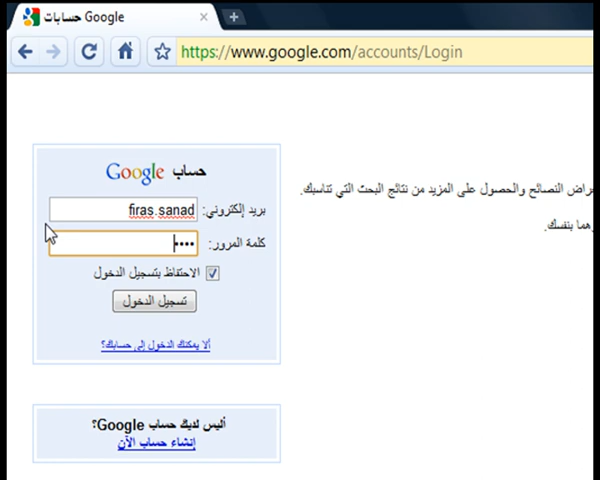 حسابات Google
https://www.google.com/accounts/Login
حساب Google
بريد إلكتروني: firas.sanad
كلمة المرور: ••••
الاحتفاظ بتسجيل الدخول
تسجيل الدخول
ألا يمكنك الدخول إلى حسابك؟
أليس لديك حساب Google؟
إنشاء حساب الآن
النصائح والحصول على المزيد من نتائج البحث التي تناسبك.
بنفسك.